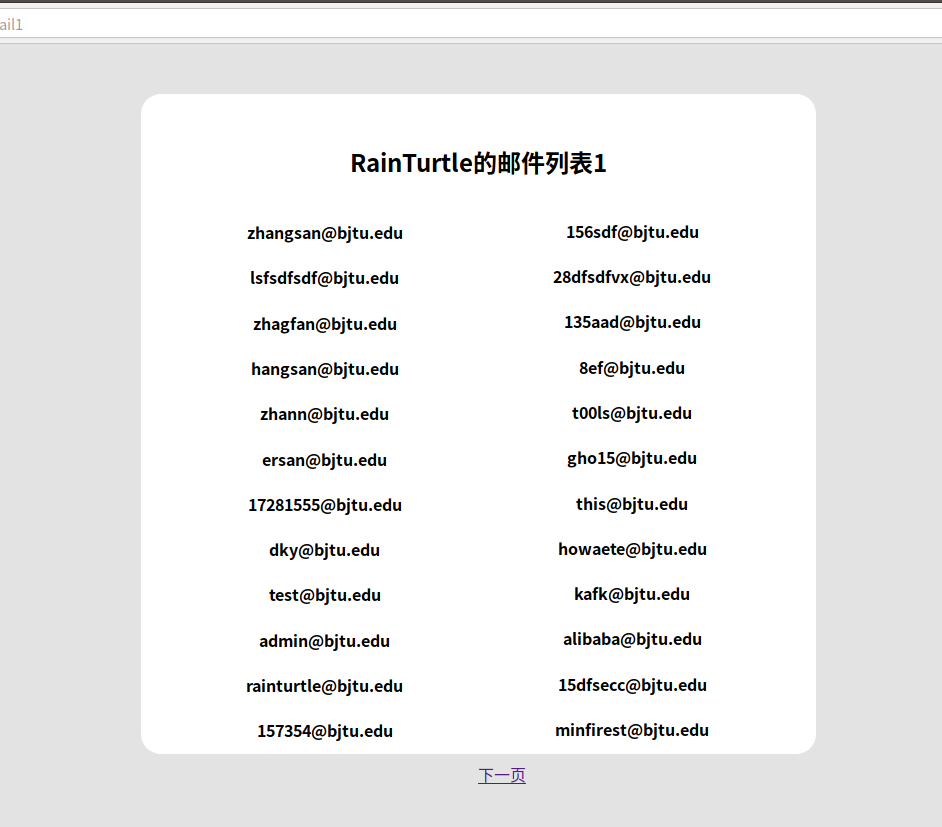 ail1
RainTurtle的邮件列表1
zhangsan@bjtu.edu 156sdf@bjtu.edu
lsfsdfsdf@bjtu.edu 28dfsdfvx@bjtu.edu
zhagfan@bjtu.edu 135aad@bjtu.edu
hangsan@bjtu.edu 8ef@bjtu.edu
zhann@bjtu.edu t00ls@bjtu.edu
ersan@bjtu.edu gho15@bjtu.edu
17281555@bjtu.edu this@bjtu.edu
dky@bjtu.edu howaete@bjtu.edu
test@bjtu.edu kafk@bjtu.edu
admin@bjtu.edu alibaba@bjtu.edu
rainturtle@bjtu.edu 15dfsecc@bjtu.edu
157354@bjtu.edu minfirest@bjtu.edu
下一页